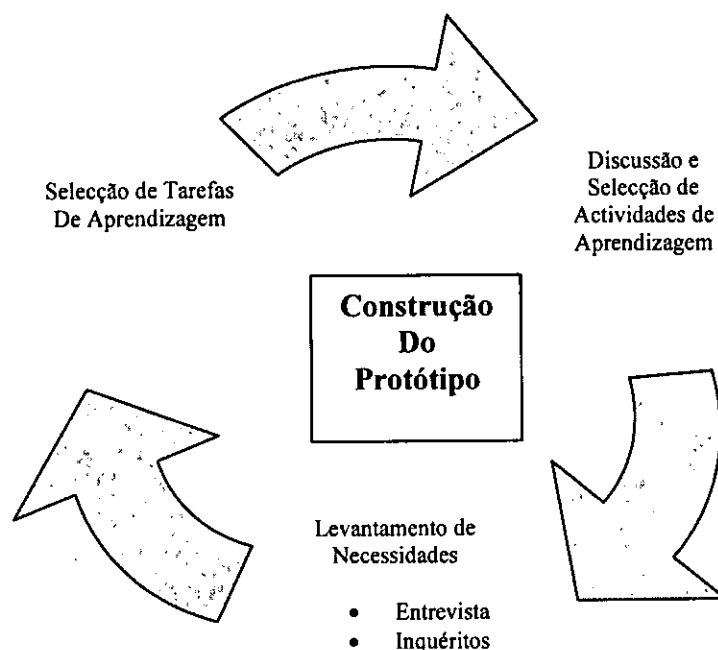 Selecção de Tarefas
De Aprendizagem
Discussão e
Selecção de
Actividades de
Aprendizagem
Construção
Do
Protótipo
Levantamento de
Necessidades
• Entrevista
• Inquéritos